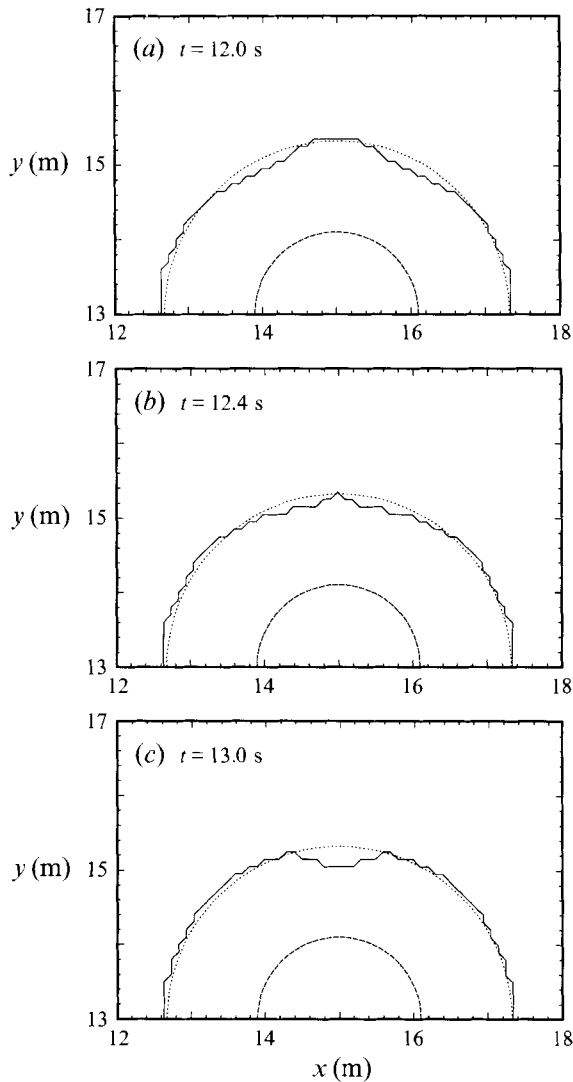 17
(a) t = 12.0 s
y (m) 15
13
12 14 16 18
17
(b) t = 12.4 s
y (m) 15
13
12 14 16 18
17
(c) t = 13.0 s
y (m) 15
13
12 14 16 18
x (m)